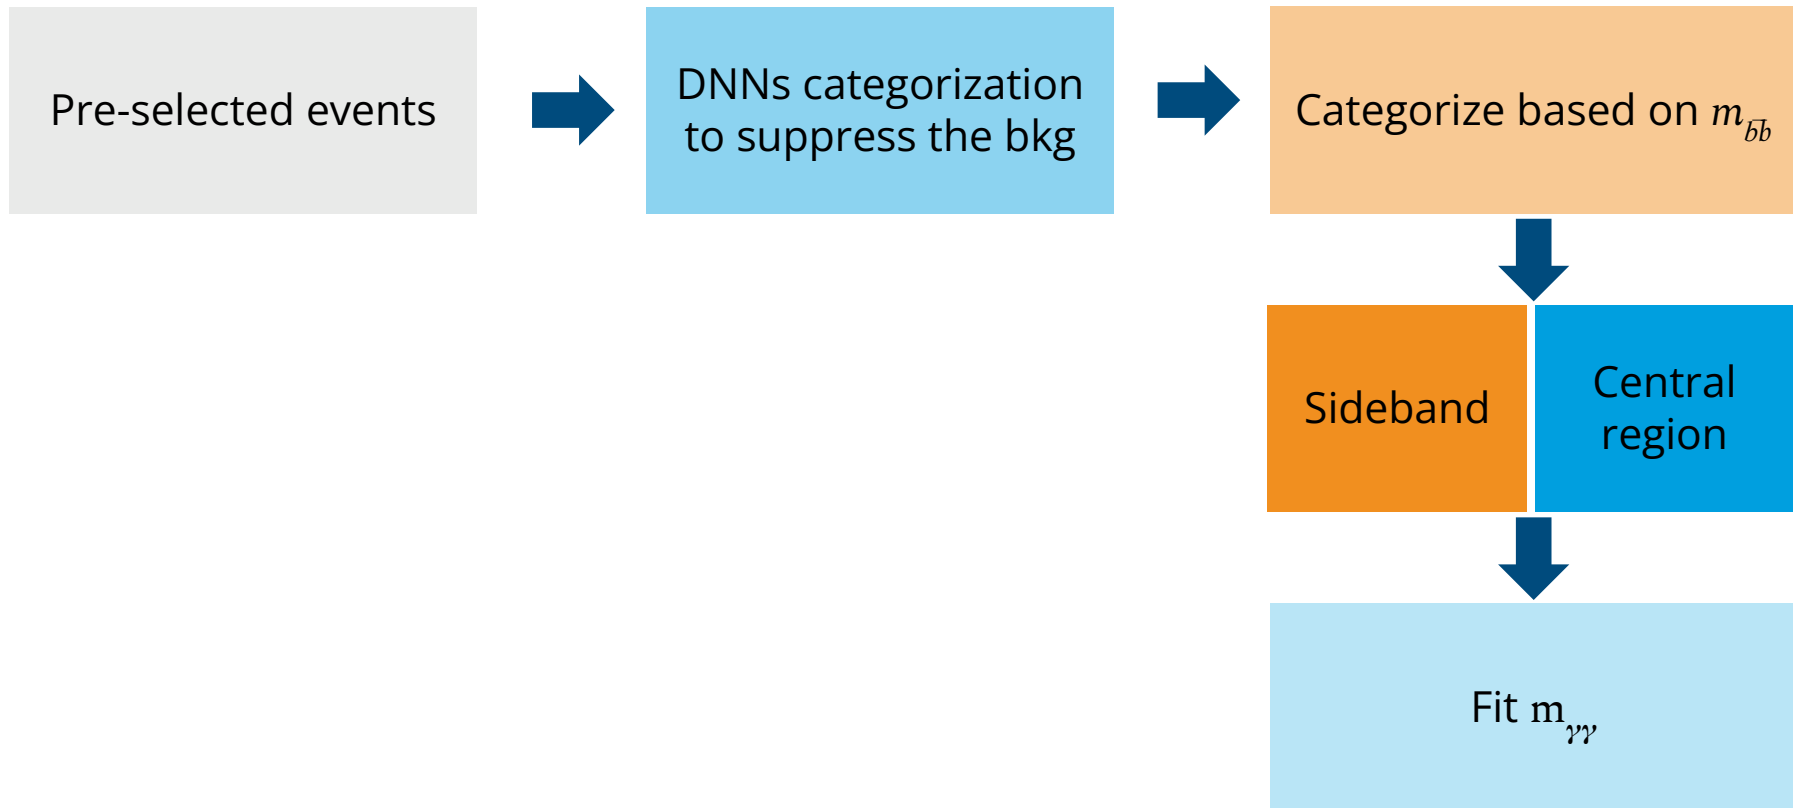 Pre-selected events
DNNs categorization
to suppress the bkg
Categorize based on m_{bb̅}
Sideband
Central
region
Fit m_{γγ}